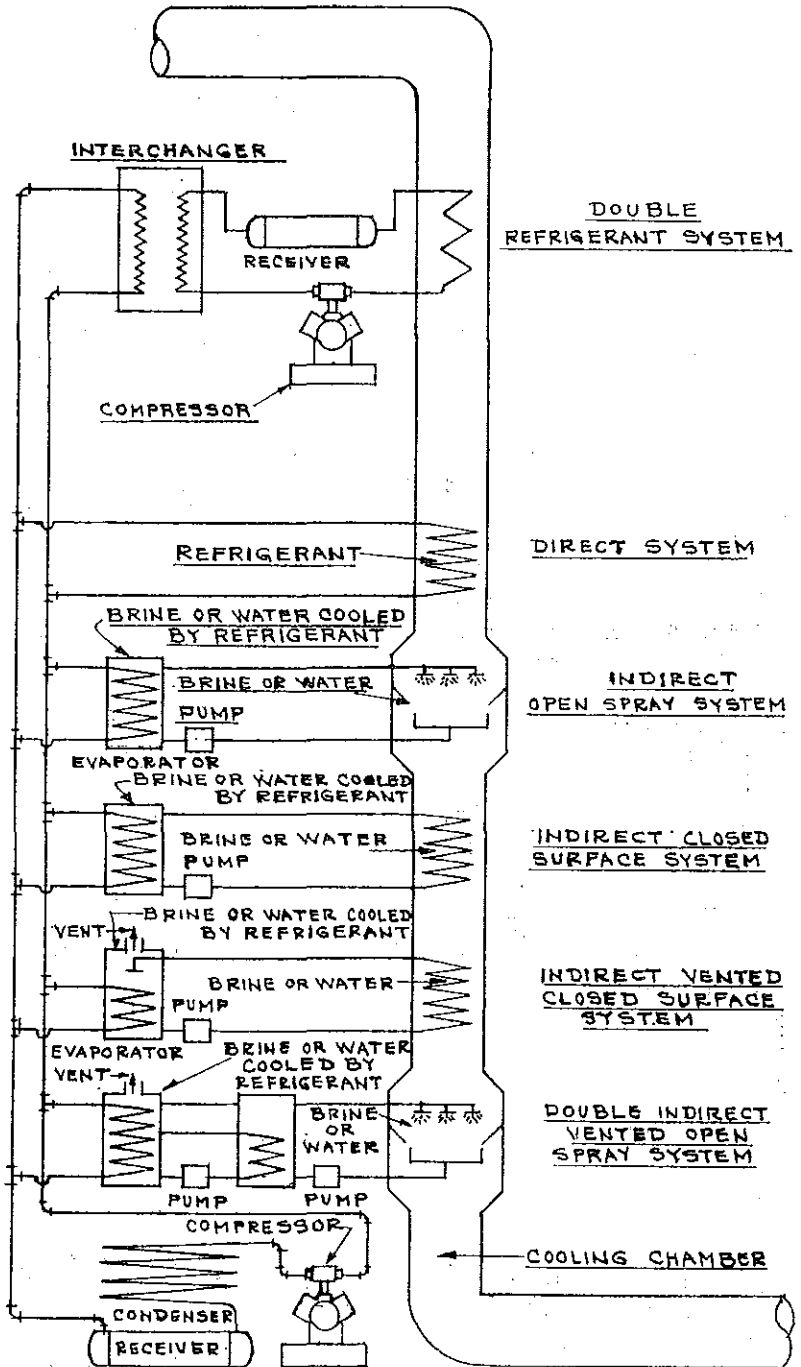 INTERCHANGER
DOUBLE
REFRIGERANT SYSTEM
RECEIVER
COMPRESSOR
REFRIGERANT
DIRECT SYSTEM
BRINE OR WATER COOLED
BY REFRIGERANT
BRINE OR WATER
INDIRECT
OPEN SPRAY SYSTEM
PUMP
EVAPORATOR
BRINE OR WATER COOLED
BY REFRIGERANT
BRINE OR WATER
PUMP
INDIRECT CLOSED
SURFACE SYSTEM
BRINE OR WATER COOLED
BY REFRIGERANT
VENT
BRINE OR WATER
PUMP
INDIRECT VENTED
CLOSED SURFACE
SYSTEM
EVAPORATOR
BRINE OR WATER
COOLED BY
REFRIGERANT
VENT
BRINE
OR
WATER
DOUBLE INDIRECT
VENTED OPEN
SPRAY SYSTEM
PUMP
PUMP
COMPRESSOR
COOLING CHAMBER
CONDENSER
RECEIVER